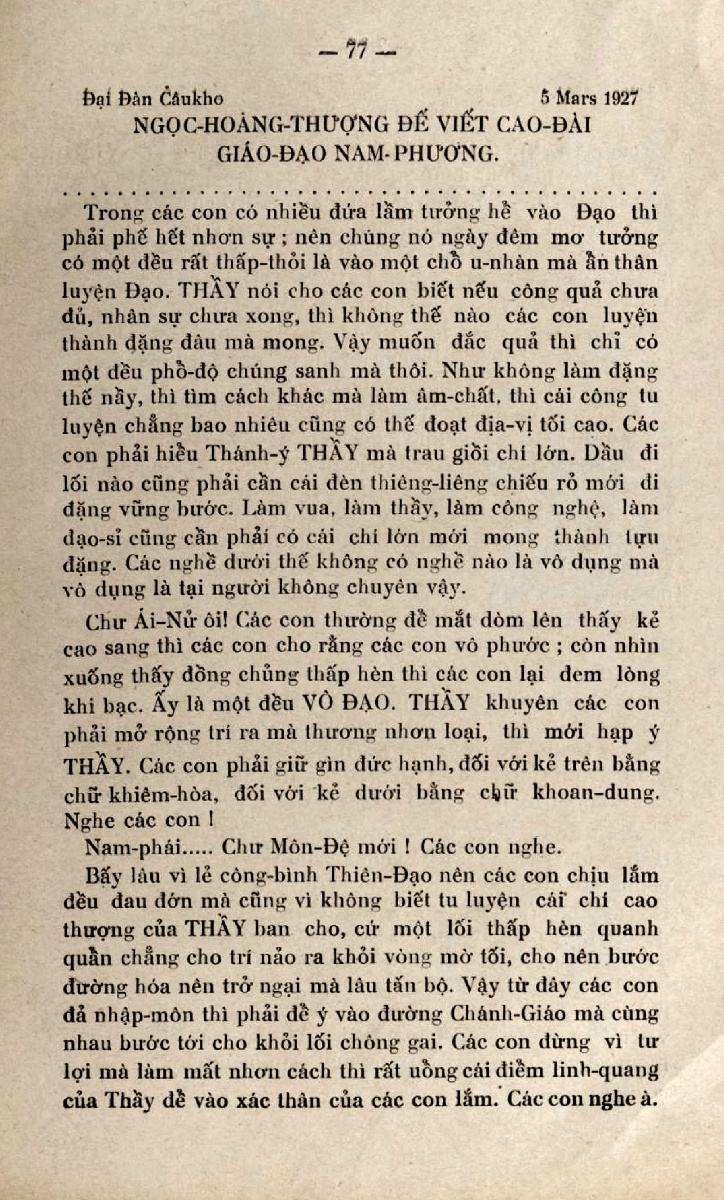 — 77 —
Đại Đàn Cầukho 5 Mars 1927
NGỌC-HOÀNG-THƯỢNG ĐẾ VIẾT CAO-ĐÀI
GIÁO-ĐẠO NAM-PHƯƠNG.
. . . . . . . . . . . . . . . . . . . . . . . . . . . . . . . . . . . . . . . . . .
Trong các con có nhiều đứa lầm tưởng hề vào Đạo thì
phải phế hết nhơn sự ; nên chúng nó ngày đêm mơ tưởng
có một đều rất thấp-thỏi là vào một chỗ u-nhàn mà ẩn thân
luyện Đạo. THẦY nói cho các con biết nếu công quả chưa
đủ, nhân sự chưa xong, thì không thế nào các con luyện
thành đặng đâu mà mong. Vậy muốn đắc quả thì chỉ có
một đều phổ-độ chúng sanh mà thôi. Như không làm đặng
thế nầy, thì tìm cách khác mà làm âm-chất, thì cái công tu
luyện chẳng bao nhiêu cũng có thế đoạt địa-vị tối cao. Các
con phải hiểu Thánh-ý THẦY mà trau giồi chí lớn. Dầu đi
lối nào cũng phải cần cái đèn thiêng-liêng chiếu rỏ mới đi
đặng vững bước. Làm vua, làm thầy, làm công nghệ, làm
đạo-sỉ cũng cần phải có cái chí lớn mới mong thành tựu
đặng. Các nghề dưới thế không có nghề nào là vô dụng mà
vô dụng là tại người không chuyên vậy.
Chư Ái-Nử ôi! Các con thường để mắt dòm lên thấy kẻ
cao sang thì các con cho rằng các con vô phước ; còn nhìn
xuống thấy đồng chủng thấp hèn thì các con lại đem lòng
khi bạc. Ấy là một đều VÔ ĐẠO. THẦY khuyên các con
phải mở rộng trí ra mà thương nhơn loại, thì mới hạp ý
THẦY. Các con phải giữ gìn đức hạnh, đối với kẻ trên bằng
chữ khiêm-hòa, đối với kẻ dưới bằng chữ khoan-dung.
Nghe các con !
Nam-phái..... Chư Môn-Đệ mới ! Các con nghe.
Bấy lâu vì lẻ công-bình Thiên-Đạo nên các con chịu lắm
đều đau đớn mà cũng vì không biết tu luyện cái chí cao
thượng của THẦY ban cho, cứ một lối thấp hèn quanh
quẩn chẳng cho trí nảo ra khỏi vòng mờ tối, cho nên bước
đường hóa nên trở ngại mà lâu tấn bộ. Vậy từ đây các con
đả nhập-môn thì phải để ý vào đường Chánh-Giáo mà cùng
nhau bước tới cho khỏi lối chông gai. Các con đừng vì tư
lợi mà làm mất nhơn cách thì rất uổng cái điểm linh-quang
của Thầy để vào xác thân của các con lắm. Các con nghe à.